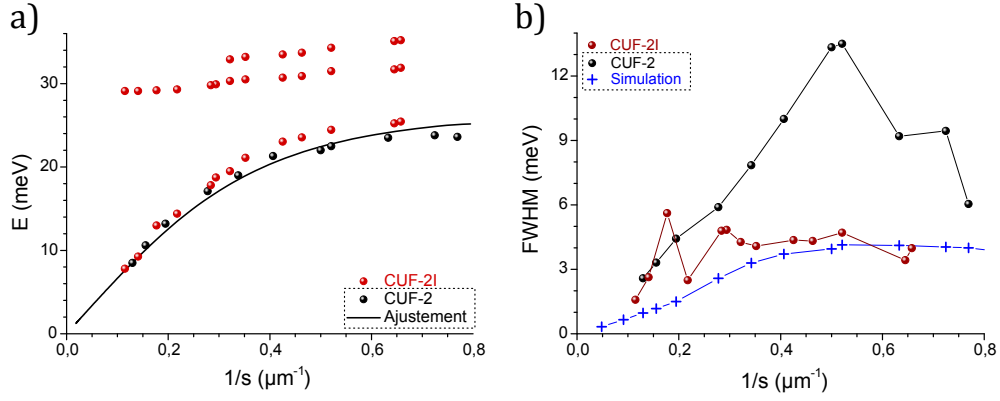 a)
E (meV)
30
20
10
0
0,0 0,2 0,4 0,6 0,8
1/s (µm⁻¹)
CUF-2I
CUF-2
Ajustement
b)
FWHM (meV)
12
9
6
3
0
0,0 0,2 0,4 0,6 0,8
1/s (µm⁻¹)
CUF-2I
CUF-2
Simulation